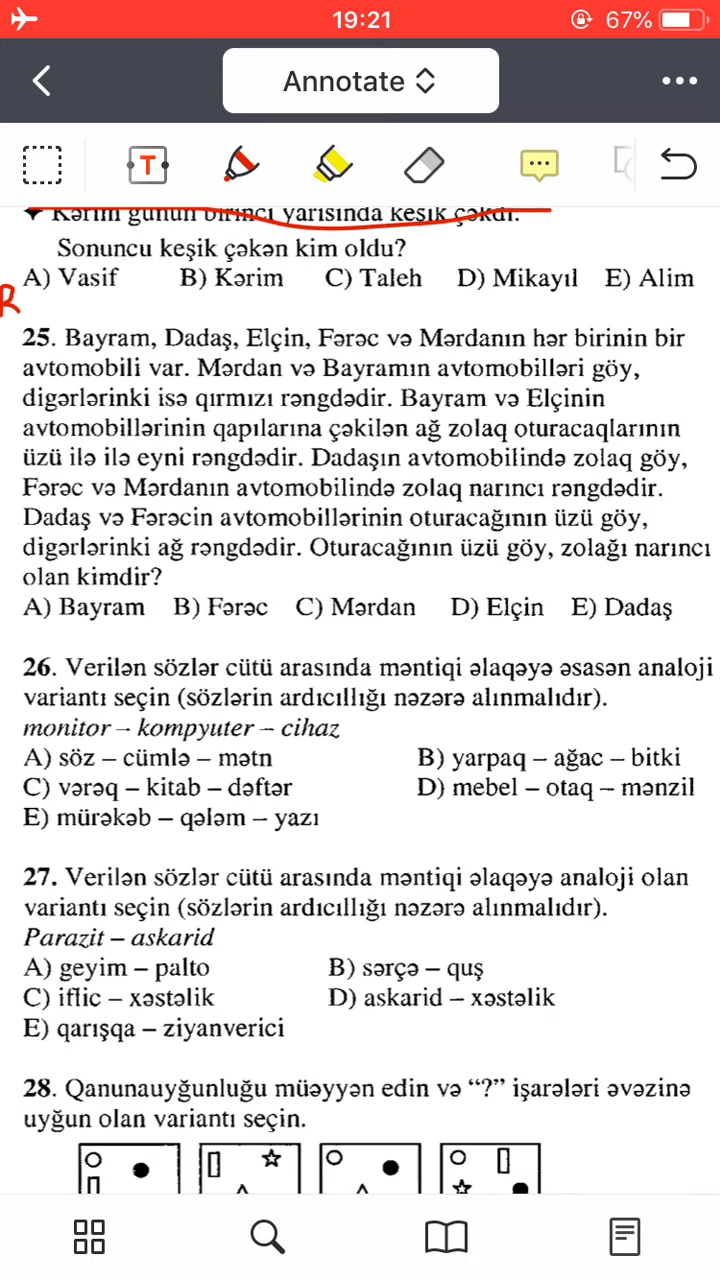 19:21
67%
Annotate
T
Kərim günün birinci yarısında keşik çəkdi.
Sonuncu keşik çəkən kim oldu?
A) Vasif B) Kərim C) Taleh D) Mikayıl E) Alim
R
25. Bayram, Dadaş, Elçin, Fərəc və Mərdanın hər birinin bir
avtomobili var. Mərdan və Bayramın avtomobilləri göy,
digərlərinki isə qırmızı rəngdədir. Bayram və Elçinin
avtomobillərinin qapılarına çəkilən ağ zolaq oturacaqlarının
üzü ilə ilə eyni rəngdədir. Dadaşın avtomobilində zolaq göy,
Fərəc və Mərdanın avtomobilində zolaq narıncı rəngdədir.
Dadaş və Fərəcin avtomobillərinin oturacağının üzü göy,
digərlərinki ağ rəngdədir. Oturacağının üzü göy, zolağı narıncı
olan kimdir?
A) Bayram B) Fərəc C) Mərdan D) Elçin E) Dadaş
26. Verilən sözlər cütü arasında məntiqi əlaqəyə əsasən analoji
variantı seçin (sözlərin ardıcıllığı nəzərə alınmalıdır).
monitor – kompyuter – cihaz
A) söz – cümlə – mətn B) yarpaq – ağac – bitki
C) vərəq – kitab – dəftər D) mebel – otaq – mənzil
E) mürəkəb – qələm – yazı
27. Verilən sözlər cütü arasında məntiqi əlaqəyə analoji olan
variantı seçin (sözlərin ardıcıllığı nəzərə alınmalıdır).
Parazit – askarid
A) geyim – palto B) sərçə – quş
C) iflic – xəstəlik D) askarid – xəstəlik
E) qarışqa – ziyanverici
28. Qanunauyğunluğu müəyyən edin və “?” işarələri əvəzinə
uyğun olan variantı seçin.